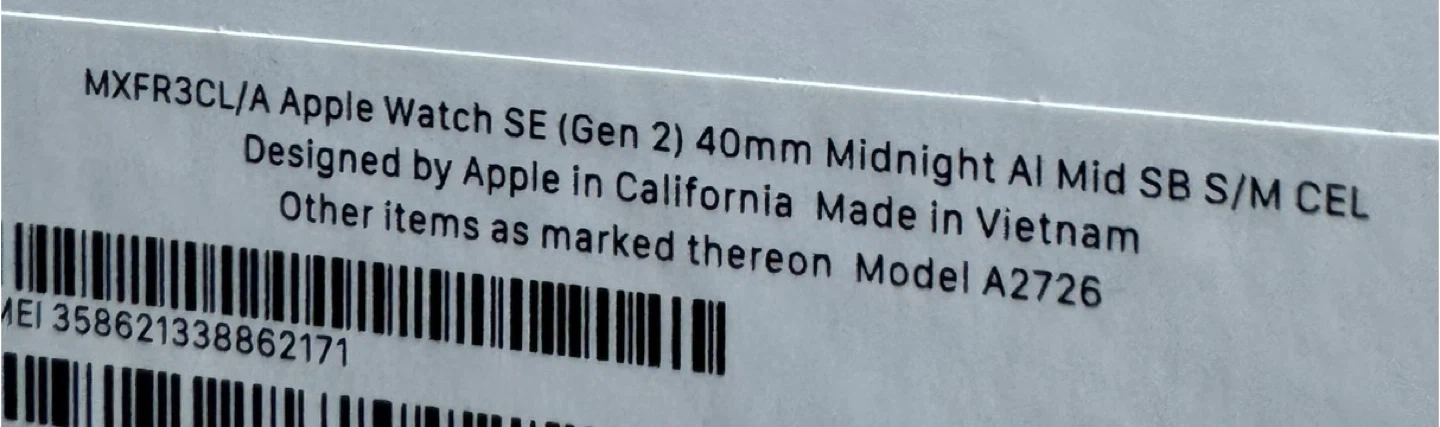 MXFR3CL/A Apple Watch SE (Gen 2) 40mm Midnight Al Mid SB S/M CEL
Designed by Apple in California Made in Vietnam
Other items as marked thereon Model A2726
MEI 358621338862171